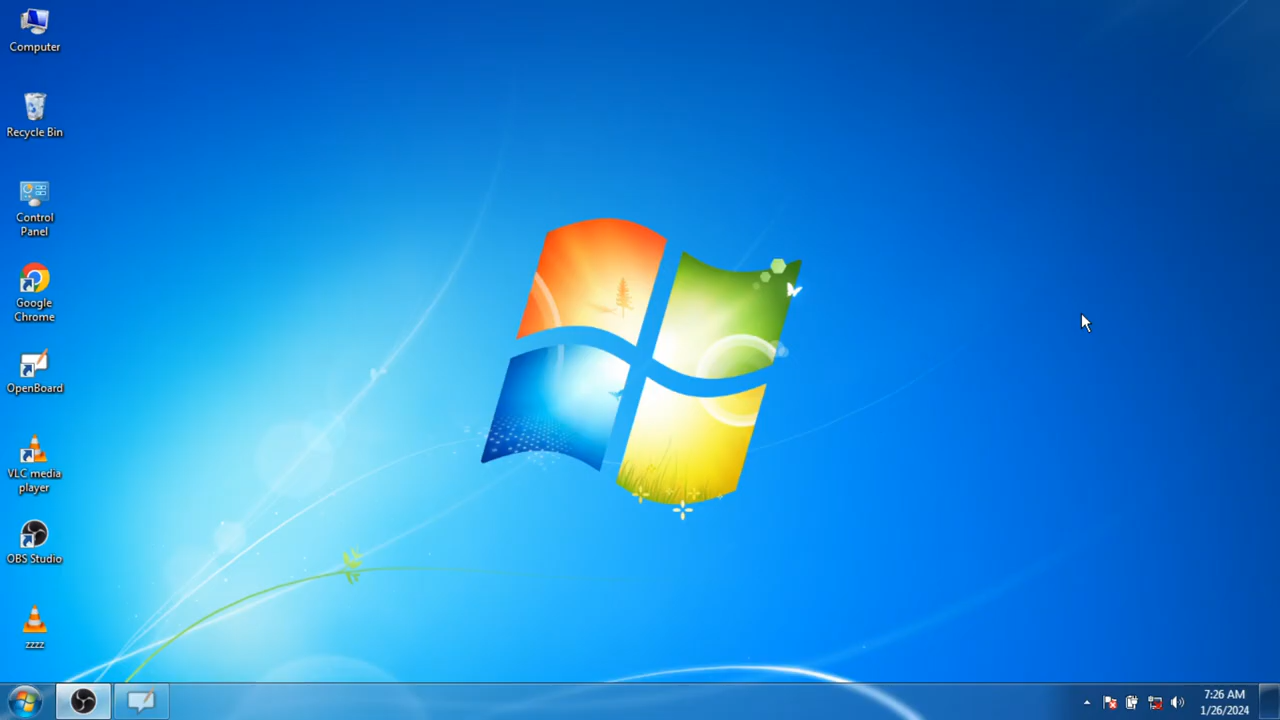 Computer
Recycle Bin
Control
Panel
Google
Chrome
OpenBoard
VLC media
player
OBS Studio
zzzz
7:26 AM
1/26/2024